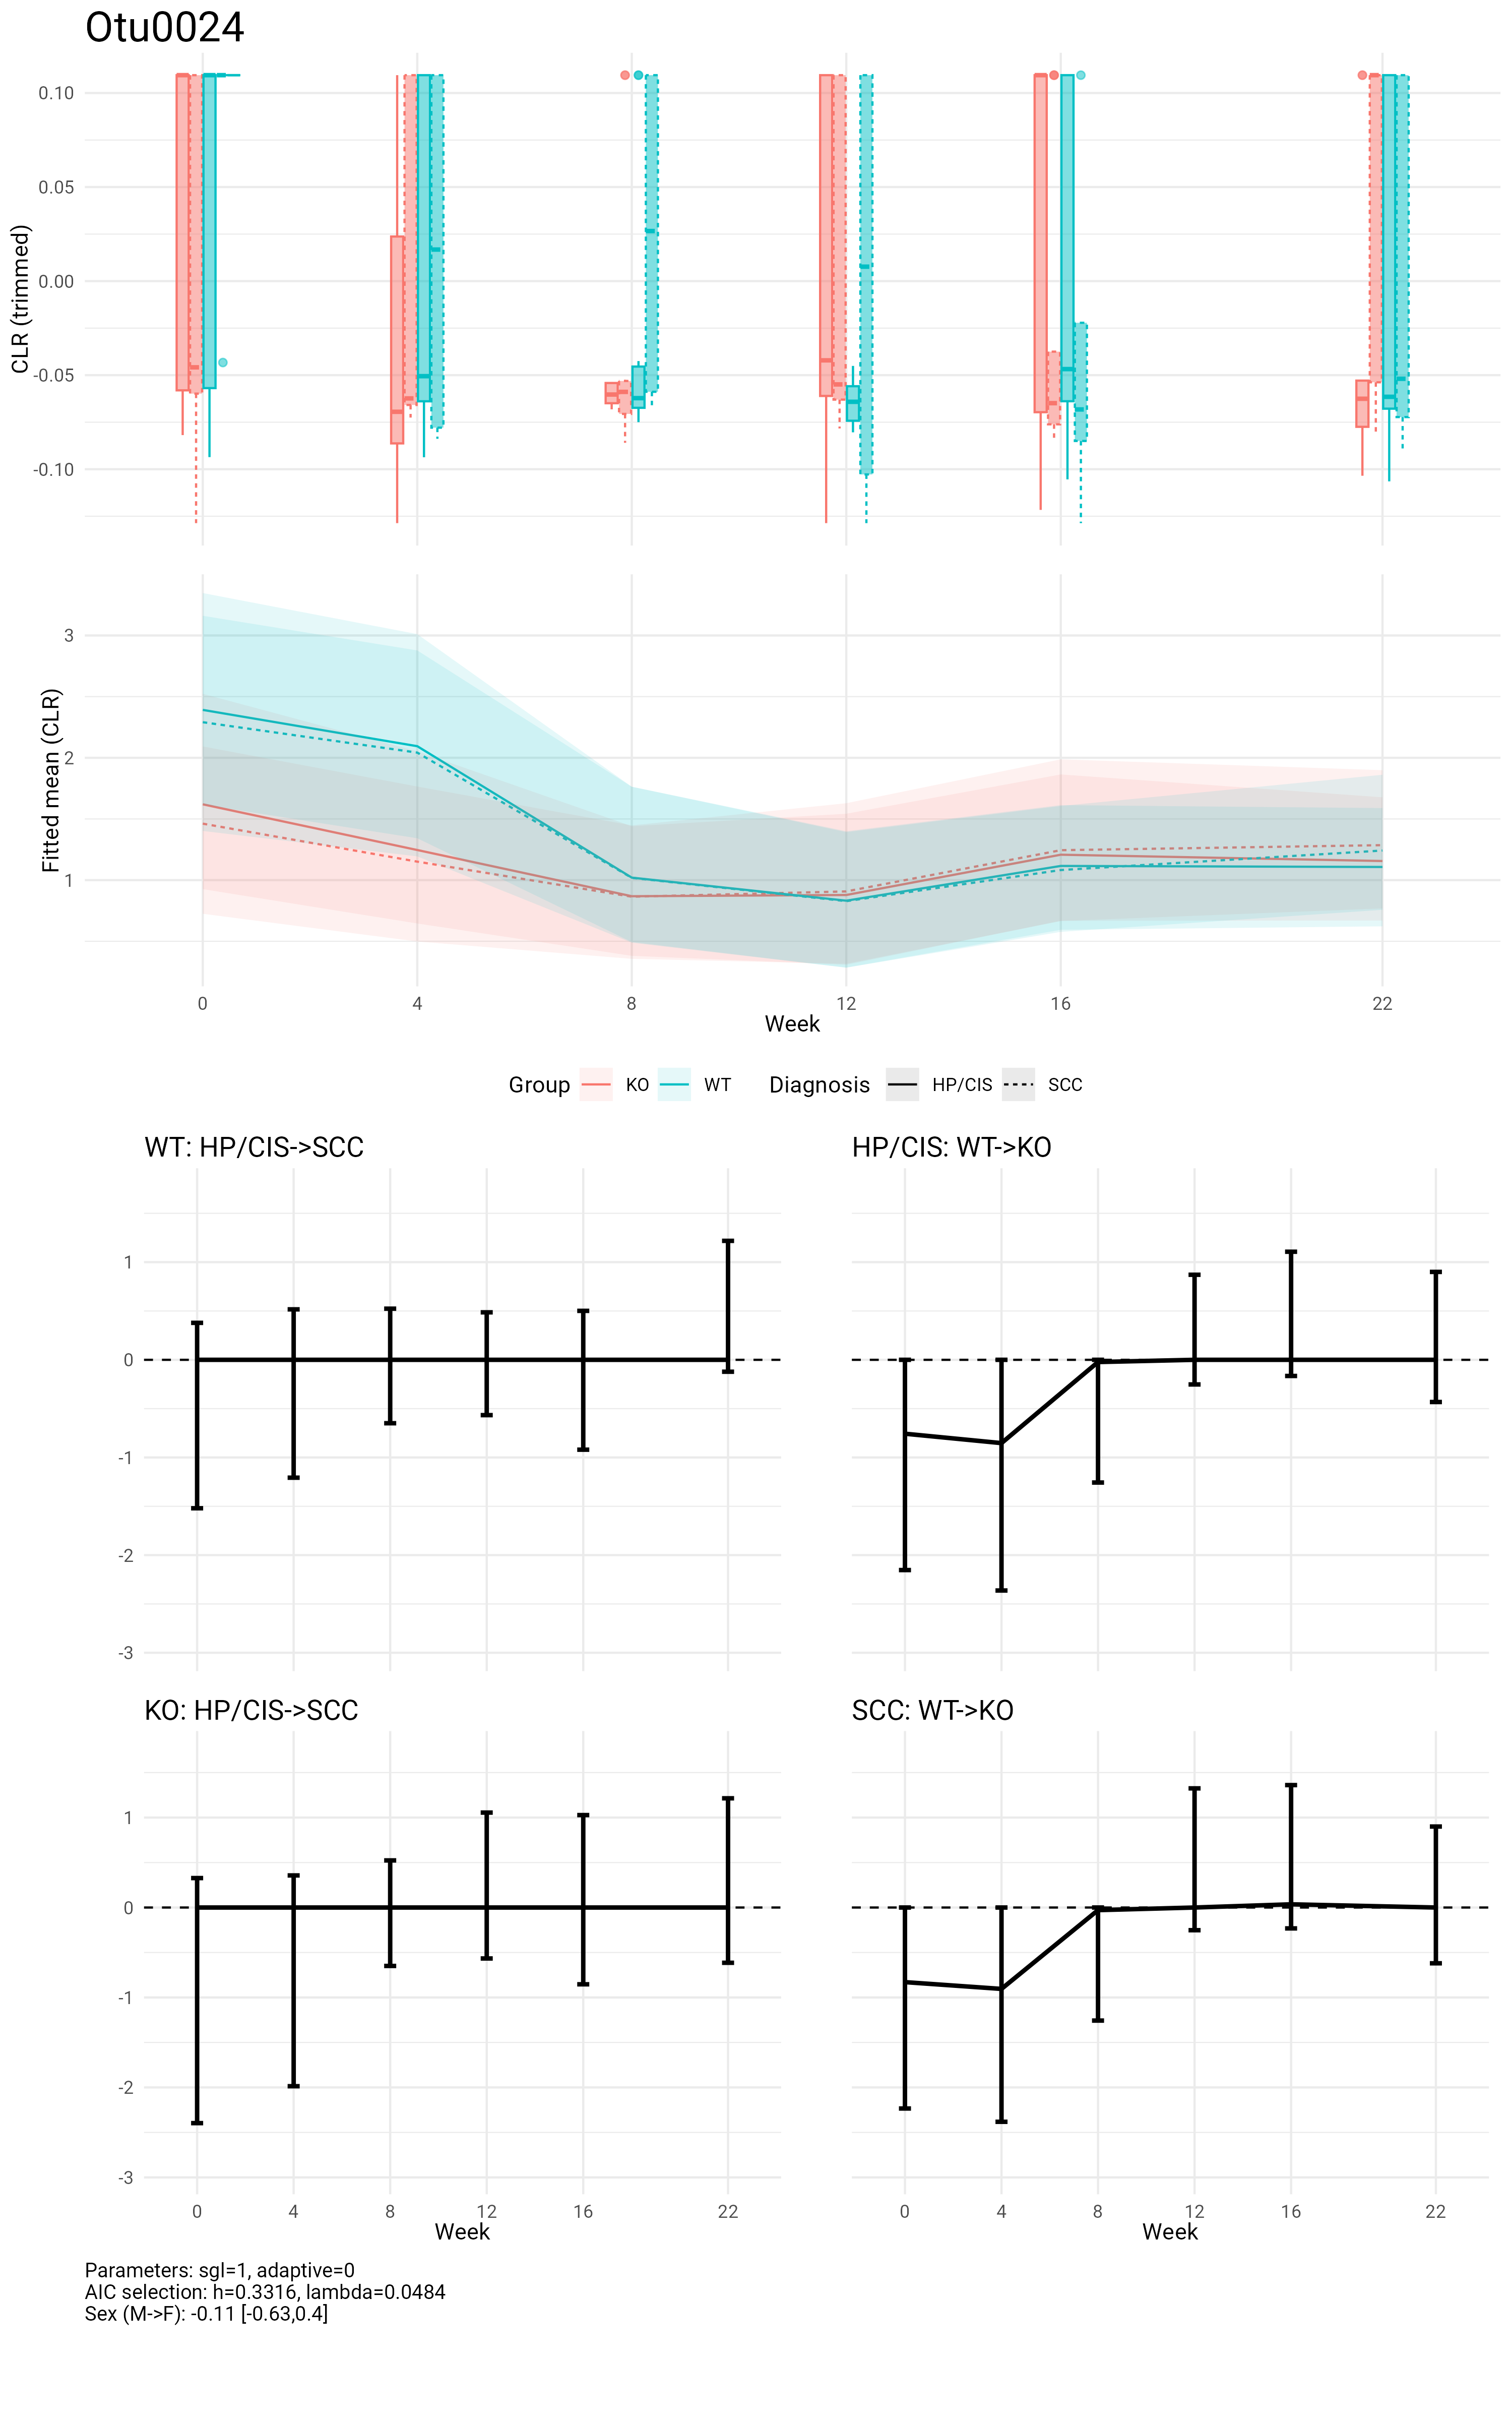 Otu0024
CLR (trimmed)
0.10
0.05
0.00
-0.05
-0.10
Fitted mean (CLR)
3
2
1
0 4 8 12 16 22
Week
Group KO WT Diagnosis HP/CIS SCC
WT: HP/CIS->SCC
HP/CIS: WT->KO
1
0
-1
-2
-3
KO: HP/CIS->SCC
SCC: WT->KO
1
0
-1
-2
-3
0 4 8 12 16 22
0 4 8 12 16 22
Week
Week
Parameters: sgl=1, adaptive=0
AIC selection: h=0.3316, lambda=0.0484
Sex (M->F): -0.11 [-0.63,0.4]